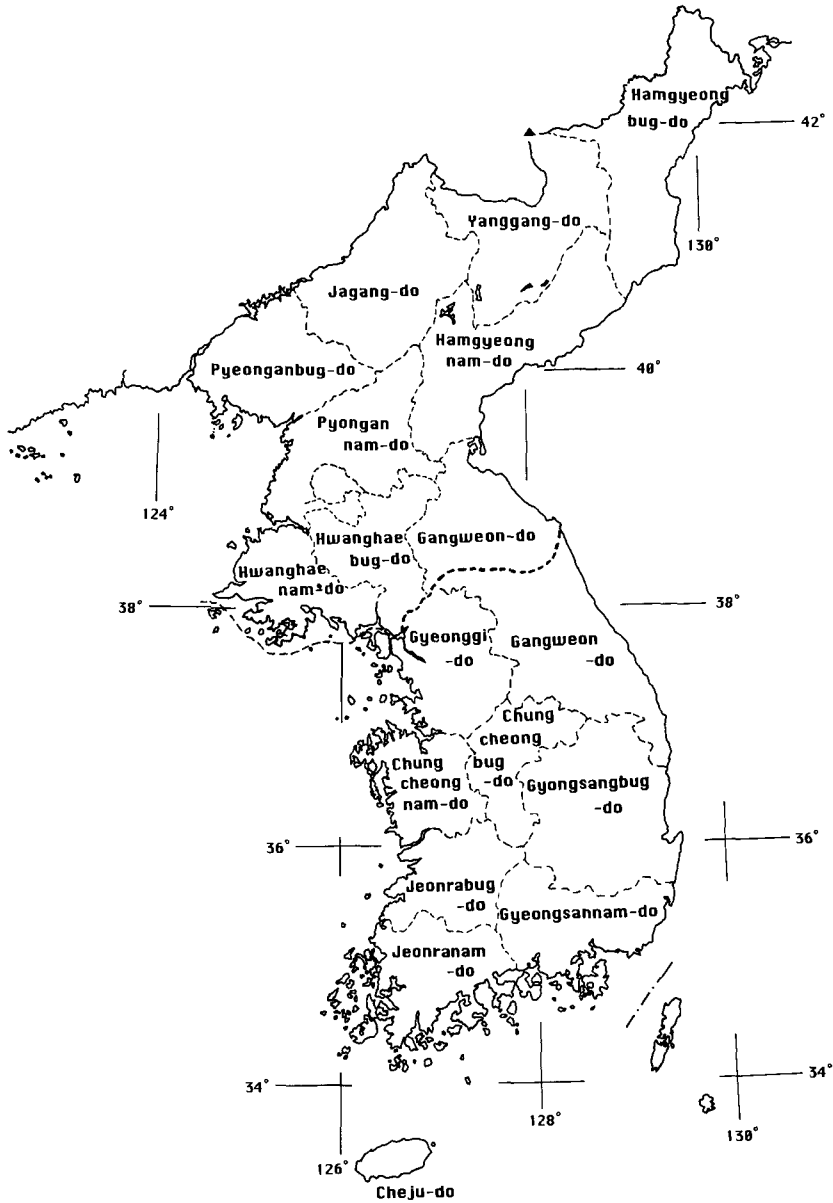 Hamgyeong
bug-do
42°
130°
Yanggang-do
Jagang-do
Hamgyeong
nam-do
Pyeonganbug-do
40°
Pyongan
nam-do
124°
Hwanghae
bug-do
Gangweon-do
Hwanghae
nam-do
38°
38°
Gyeonggi
-do
Gangweon
-do
Chung
cheong
bug
-do
Chung
cheong
nam-do
Gyongsangbug
-do
36°
36°
Jeonrabug
-do
Gyeongsannam-do
Jeonranam
-do
34°
34°
128°
130°
126°
Cheju-do